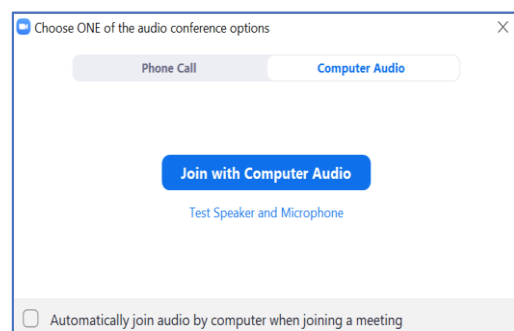 Choose ONE of the audio conference options
Phone Call
Computer Audio
Join with Computer Audio
Test Speaker and Microphone
Automatically join audio by computer when joining a meeting